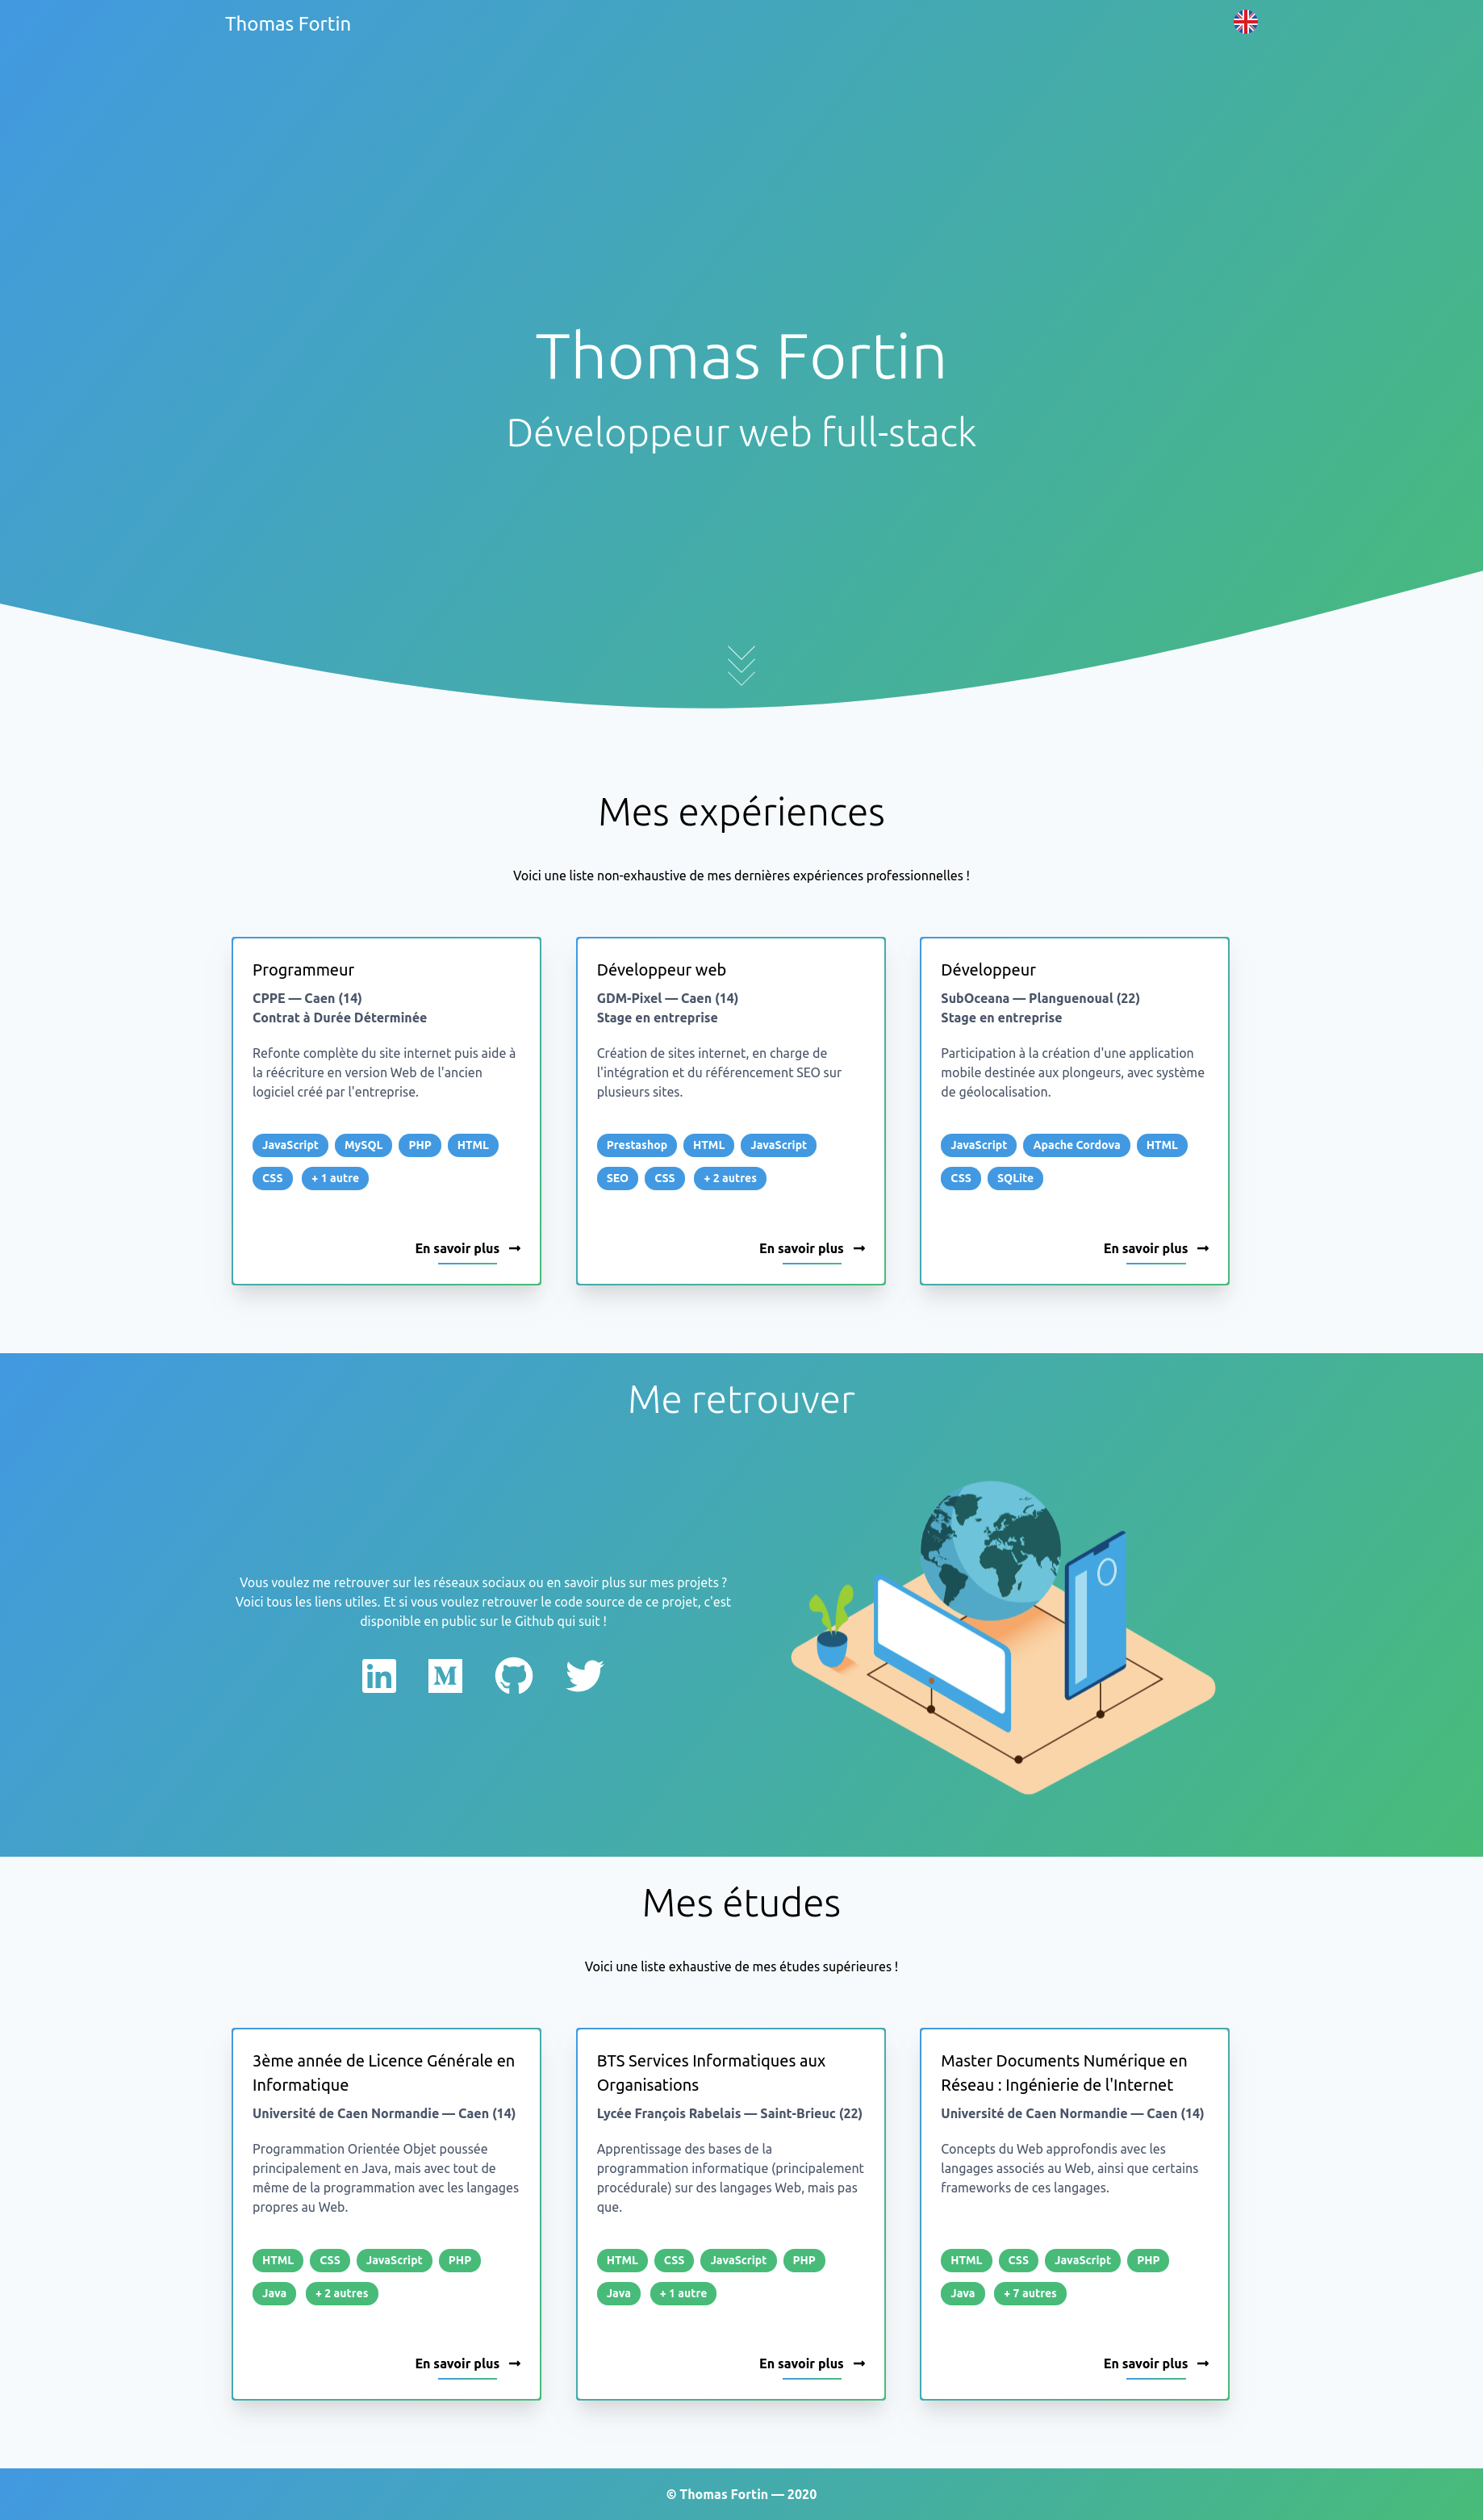 Thomas Fortin
Thomas Fortin
Développeur web full-stack
Mes expériences
Voici une liste non-exhaustive de mes dernières expériences professionnelles !
Programmeur
CPPE — Caen (14)
Contrat à Durée Déterminée
Refonte complète du site internet puis aide à
la réécriture en version Web de l'ancien
logiciel créé par l'entreprise.
JavaScript MySQL PHP HTML
CSS + 1 autre
En savoir plus
Développeur web
GDM-Pixel — Caen (14)
Stage en entreprise
Création de sites internet, en charge de
l'intégration et du référencement SEO sur
plusieurs sites.
Prestashop HTML JavaScript
SEO CSS + 2 autres
En savoir plus
Développeur
SubOceana — Planguenoual (22)
Stage en entreprise
Participation à la création d'une application
mobile destinée aux plongeurs, avec système
de géolocalisation.
JavaScript Apache Cordova HTML
CSS SQLite
En savoir plus
Me retrouver
Vous voulez me retrouver sur les réseaux sociaux ou en savoir plus sur mes projets ?
Voici tous les liens utiles. Et si vous voulez retrouver le code source de ce projet, c'est
disponible en public sur le Github qui suit !
Mes études
Voici une liste exhaustive de mes études supérieures !
3ème année de Licence Générale en
Informatique
Université de Caen Normandie — Caen (14)
Programmation Orientée Objet poussée
principalement en Java, mais avec tout de
même de la programmation avec les langages
propres au Web.
HTML CSS JavaScript PHP
Java + 2 autres
En savoir plus
BTS Services Informatiques aux
Organisations
Lycée François Rabelais — Saint-Brieuc (22)
Apprentissage des bases de la
programmation informatique (principalement
procédurale) sur des langages Web, mais pas
que.
HTML CSS JavaScript PHP
Java + 1 autre
En savoir plus
Master Documents Numérique en
Réseau : Ingénierie de l'Internet
Université de Caen Normandie — Caen (14)
Concepts du Web approfondis avec les
langages associés au Web, ainsi que certains
frameworks de ces langages.
HTML CSS JavaScript PHP
Java + 7 autres
En savoir plus
© Thomas Fortin — 2020